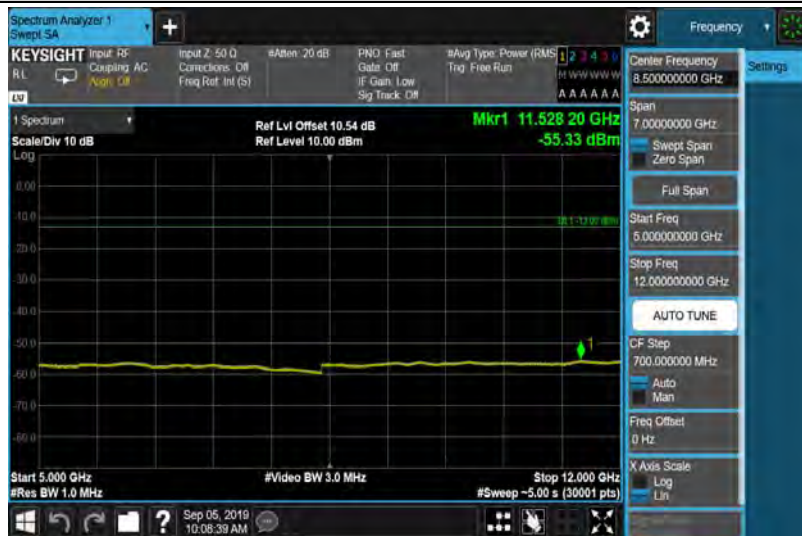 Spectrum Analyzer 1
Swept SA
+
Frequency
KEYSIGHT
RL
Input: RF
Coupling: AC
Align: Off
Input Z: 50 Ω
Corrections: Off
Freq Ref: Int (S)
#Atten: 20 dB
PNO: Fast
Gate: Off
IF Gain: Low
Sig Track: Off
#Avg Type: Power (RMS
Trig: Free Run
1 2 3 4 5 6
M W W W W W
A A A A A A
LXI
1 Spectrum
Scale/Div 10 dB
Log
Ref Lvl Offset 10.54 dB
Ref Level 10.00 dBm
Mkr1 11.528 20 GHz
-55.33 dBm
0.00
-10.0
DL1 -13.00 dBm
-20.0
-30.0
-40.0
-50.0
1
-60.0
-70.0
-80.0
Start 5.000 GHz
#Res BW 1.0 MHz
#Video BW 3.0 MHz
Stop 12.000 GHz
#Sweep ~5.00 s (30001 pts)
Center Frequency
8.500000000 GHz
Settings
Span
7.00000000 GHz
Swept Span
Zero Span
Full Span
Start Freq
5.000000000 GHz
Stop Freq
12.000000000 GHz
AUTO TUNE
CF Step
700.000000 MHz
Auto
Man
Freq Offset
0 Hz
X Axis Scale
Log
Lin
?
Sep 05, 2019
10:08:39 AM